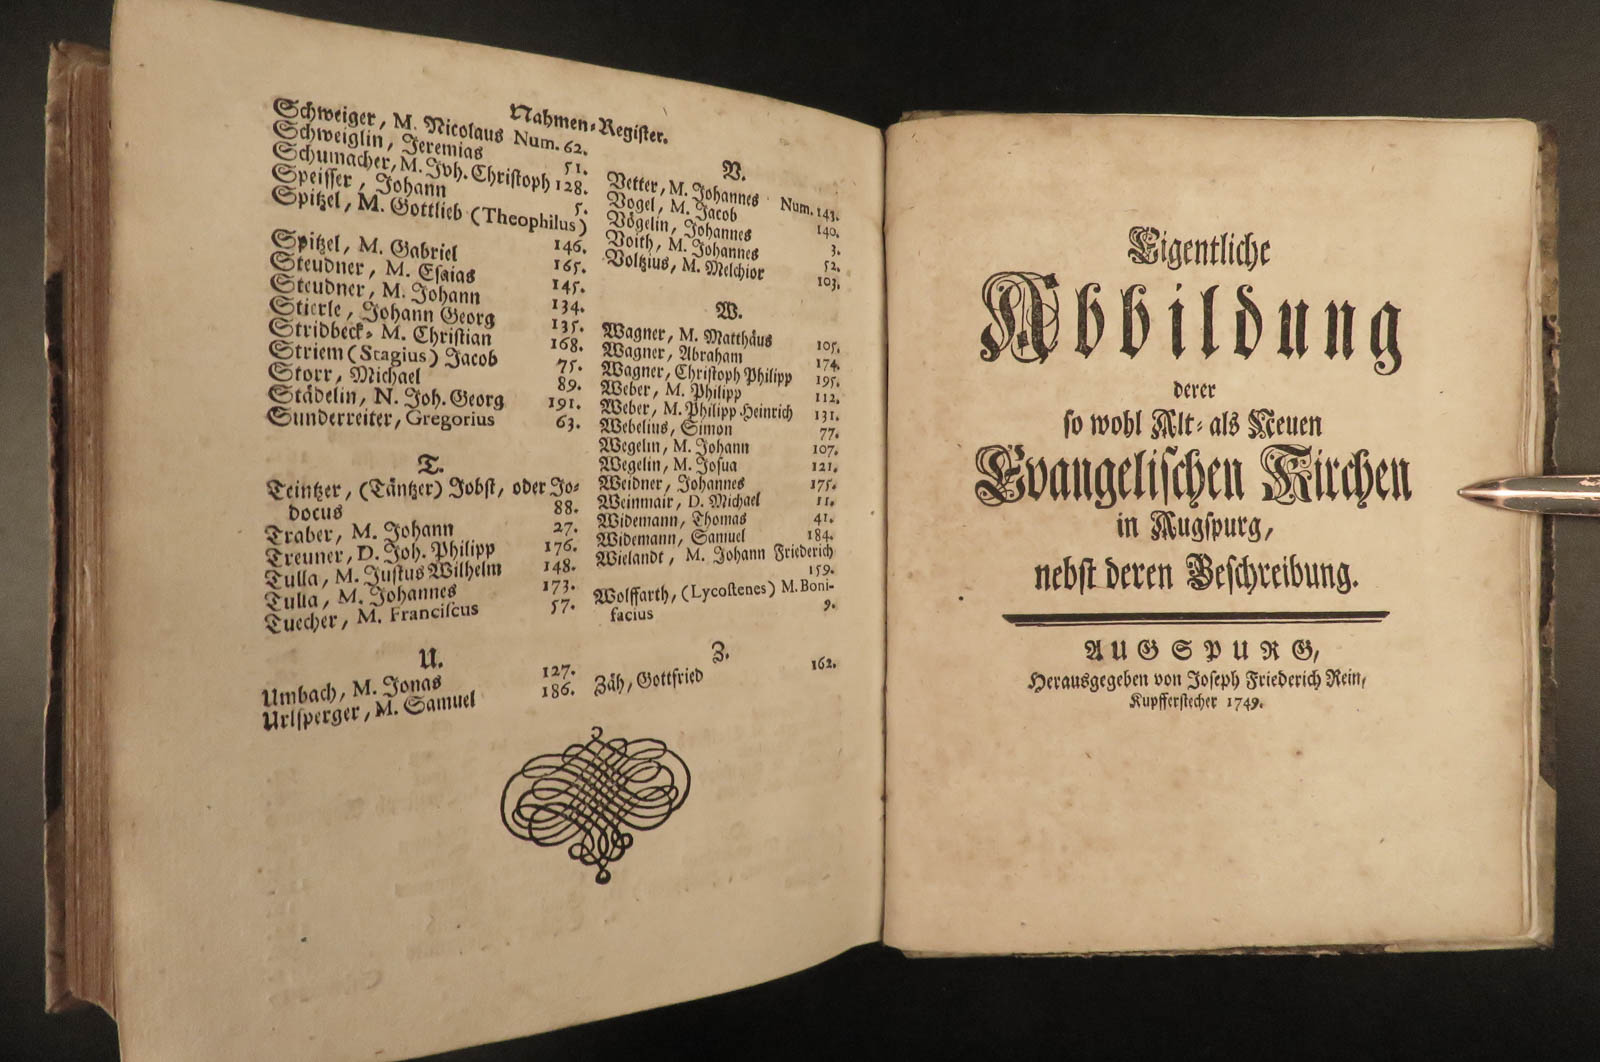 Nahmen-Register.
Schweiger, M. Nicolaus Num. 62.
Schweiglin, Jeremias 51.
Schumacher, M. Joh. Christoph 128.
Speisser, Johann 5.
Spitzel, M. Gottlieb (Theophilus)
146.
Spitzel, M. Gabriel 165.
Steudner, M. Esaias 145.
Steudner, M. Johann 134.
Stierle, Johann Georg 135.
Stridbeck, M. Christian 168.
Striem (Stagius) Jacob 75.
Storr, Michael 89.
Städelin, N. Joh. Georg 191.
Sunderreiter, Gregorius 63.
T.
Teintzer, (Täntzer) Jobst, oder Jo-
docus 88.
Traber, M. Johann 27.
Treuner, D. Joh. Philipp 176.
Tulla, M. Justus Wilhelm 148.
Tulla, M. Johannes 173.
Tuecher, M. Franciscus 57.
U.
Umbach, M. Jonas 127.
Urlsperger, M. Samuel 186.
V.
Vetter, M. Johannes Num. 143.
Vogel, M. Jacob 140.
Vögelin, Johannes 3.
Voith, M. Johannes 52.
Voltzius, M. Melchior 103.
W.
Wagner, M. Matthäus 105.
Wagner, Abraham 174.
Wagner, Christoph Philipp 195.
Weber, M. Philipp 112.
Weber, M. Philipp Heinrich 131.
Webelius, Simon 77.
Wegelin, M. Johann 107.
Wegelin, M. Josua 121.
Weidner, Johannes 175.
Weinmair, D. Michael 11.
Widemann, Thomas 41.
Widemann, Samuel 184.
Wielandt, M. Johann Friederich
159.
Wolffarth, (Lycostenes) M. Boni-
facius 9.
Z.
Zäh, Gottfried 162.
Eigentliche
Abbildung
derer
so wohl Alt- als Neuen
Evangelischen Kirchen
in Augspurg,
nebst deren Beschreibung.
AUGSPURG,
Herausgegeben von Joseph Friederich Rein,
Kupfferstecher 1749.